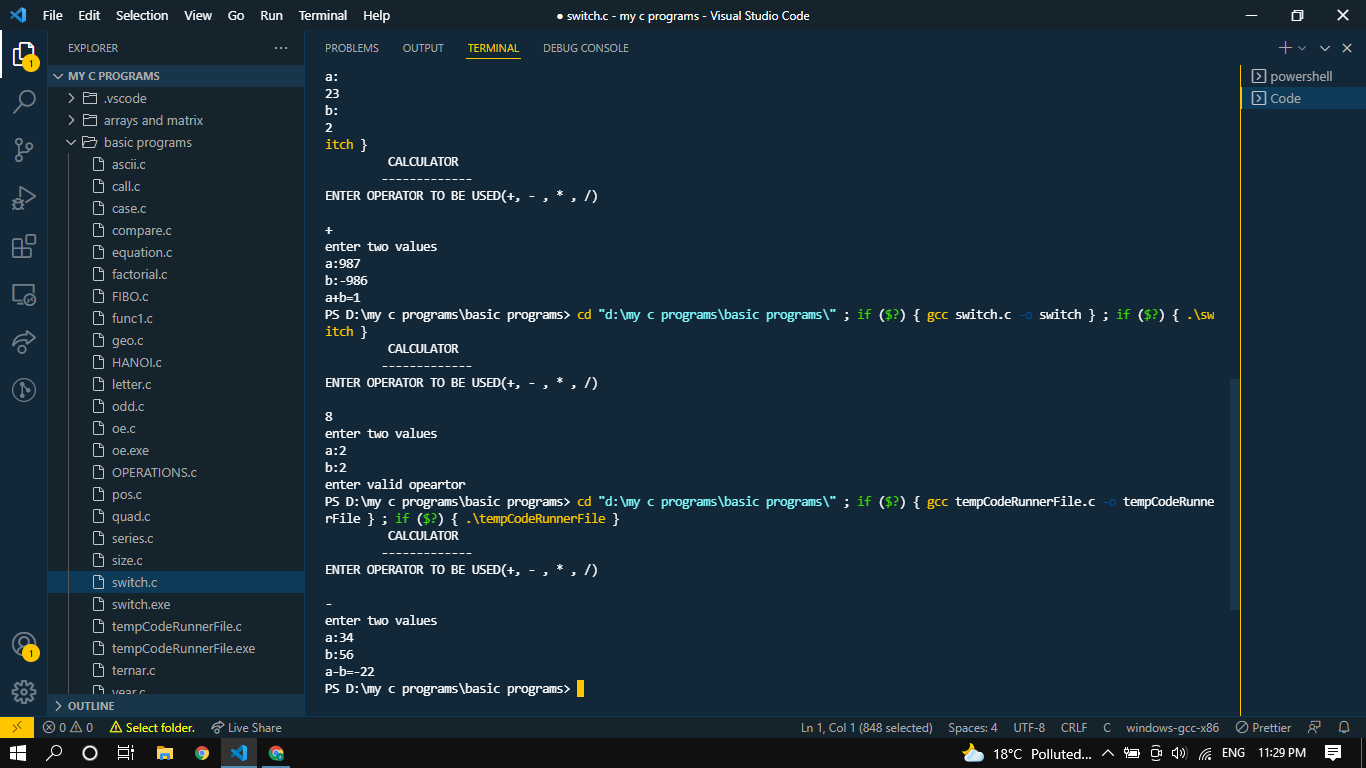 File Edit Selection View Go Run Terminal Help
● switch.c - my c programs - Visual Studio Code
EXPLORER
MY C PROGRAMS
.vscode
arrays and matrix
basic programs
ascii.c
call.c
case.c
compare.c
equation.c
factorial.c
FIBO.c
func1.c
geo.c
HANOI.c
letter.c
odd.c
oe.c
oe.exe
OPERATIONS.c
pos.c
quad.c
series.c
size.c
switch.c
switch.exe
tempCodeRunnerFile.c
tempCodeRunnerFile.exe
ternar.c
year.c
OUTLINE
1
1
PROBLEMS OUTPUT TERMINAL DEBUG CONSOLE
a:
23
b:
2
itch }
CALCULATOR
-------------
ENTER OPERATOR TO BE USED(+, - , * , /)
+
enter two values
a:987
b:-986
a+b=1
PS D:\my c programs\basic programs> cd "d:\my c programs\basic programs\" ; if ($?) { gcc switch.c -o switch } ; if ($?) { .\sw
itch }
CALCULATOR
-------------
ENTER OPERATOR TO BE USED(+, - , * , /)
8
enter two values
a:2
b:2
enter valid opeartor
PS D:\my c programs\basic programs> cd "d:\my c programs\basic programs\" ; if ($?) { gcc tempCodeRunnerFile.c -o tempCodeRunne
rFile } ; if ($?) { .\tempCodeRunnerFile }
CALCULATOR
-------------
ENTER OPERATOR TO BE USED(+, - , * , /)
-
enter two values
a:34
b:56
a-b=-22
PS D:\my c programs\basic programs>
powershell
Code
0 0 Select folder. Live Share
Ln 1, Col 1 (848 selected) Spaces: 4 UTF-8 CRLF C windows-gcc-x86 Prettier
18°C Polluted... ENG 11:29 PM